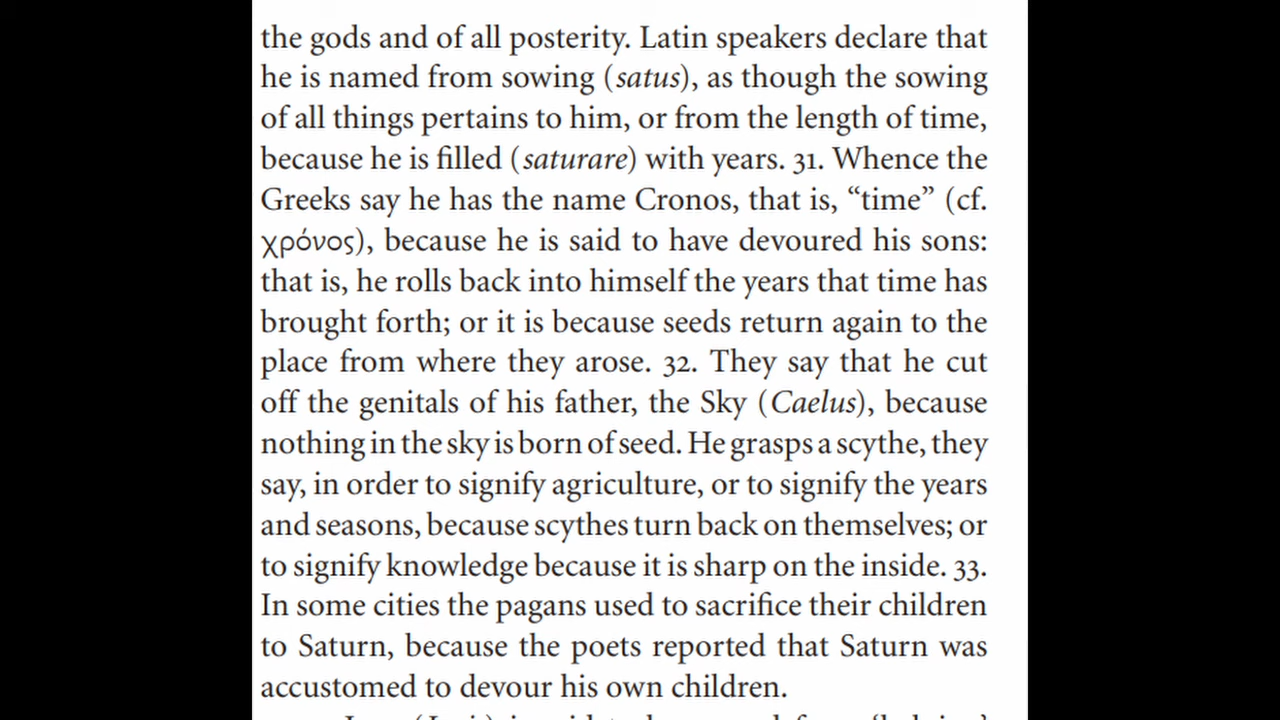 the gods and of all posterity. Latin speakers declare that
he is named from sowing (satus), as though the sowing
of all things pertains to him, or from the length of time,
because he is filled (saturare) with years. 31. Whence the
Greeks say he has the name Cronos, that is, “time” (cf.
χρόνος), because he is said to have devoured his sons:
that is, he rolls back into himself the years that time has
brought forth; or it is because seeds return again to the
place from where they arose. 32. They say that he cut
off the genitals of his father, the Sky (Caelus), because
nothing in the sky is born of seed. He grasps a scythe, they
say, in order to signify agriculture, or to signify the years
and seasons, because scythes turn back on themselves; or
to signify knowledge because it is sharp on the inside. 33.
In some cities the pagans used to sacrifice their children
to Saturn, because the poets reported that Saturn was
accustomed to devour his own children.